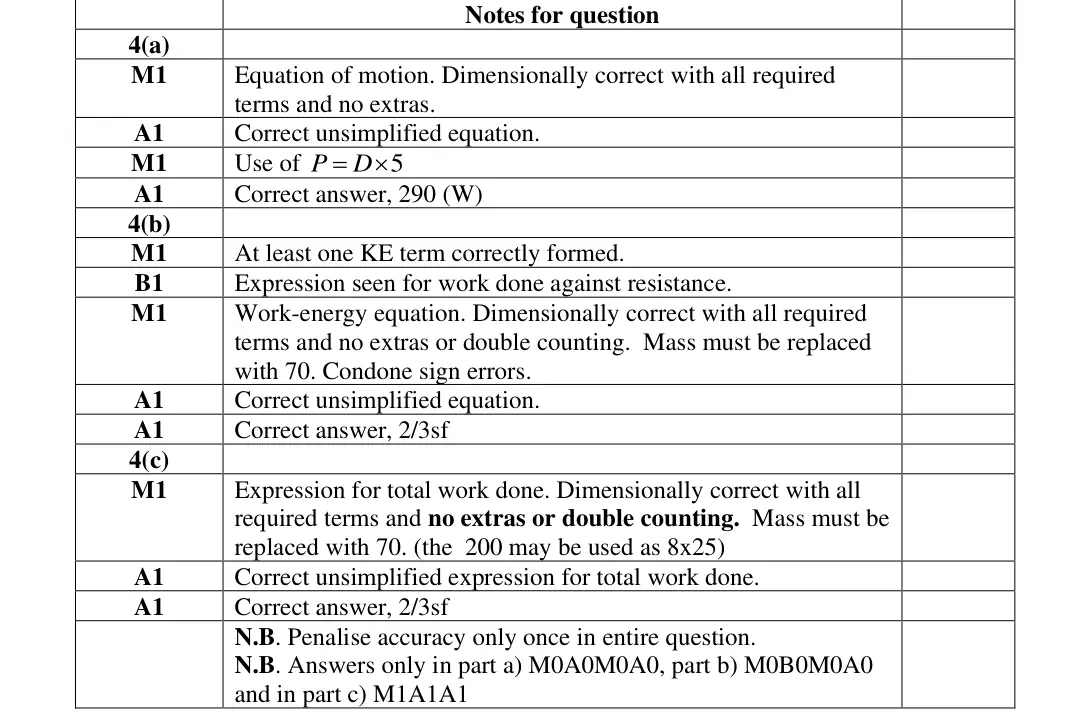 Notes for question
4(a)
M1 Equation of motion. Dimensionally correct with all required
terms and no extras.
A1 Correct unsimplified equation.
M1 Use of P = D×5
A1 Correct answer, 290 (W)
4(b)
M1 At least one KE term correctly formed.
B1 Expression seen for work done against resistance.
M1 Work-energy equation. Dimensionally correct with all required
terms and no extras or double counting. Mass must be replaced
with 70. Condone sign errors.
A1 Correct unsimplified equation.
A1 Correct answer, 2/3sf
4(c)
M1 Expression for total work done. Dimensionally correct with all
required terms and no extras or double counting. Mass must be
replaced with 70. (the 200 may be used as 8x25)
A1 Correct unsimplified expression for total work done.
A1 Correct answer, 2/3sf
N.B. Penalise accuracy only once in entire question.
N.B. Answers only in part a) M0A0M0A0, part b) M0B0M0A0
and in part c) M1A1A1